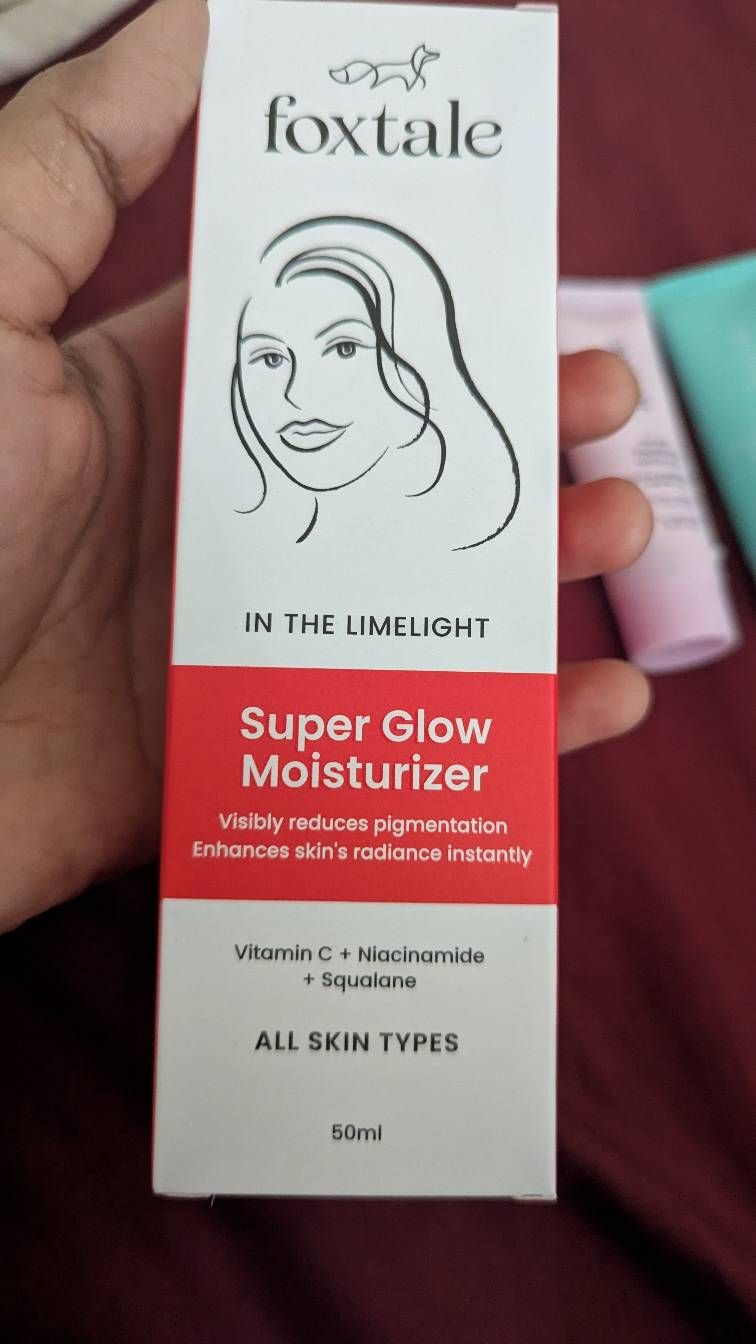 foxtale
IN THE LIMELIGHT
Super Glow
Moisturizer
Visibly reduces pigmentation
Enhances skin's radiance instantly
Vitamin C + Niacinamide
+ Squalane
ALL SKIN TYPES
50ml